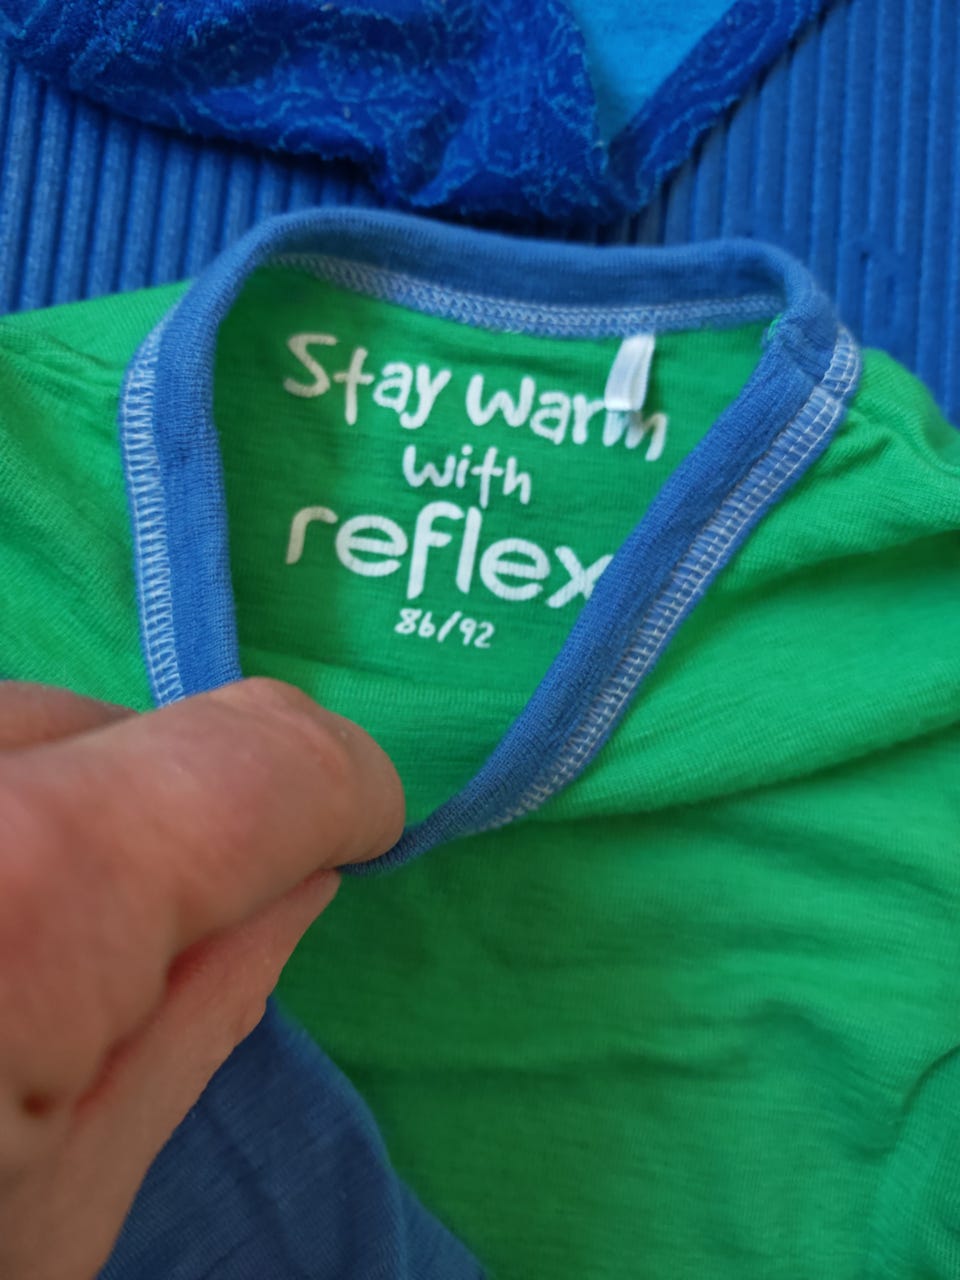 Stay warm
with
reflex
86/92